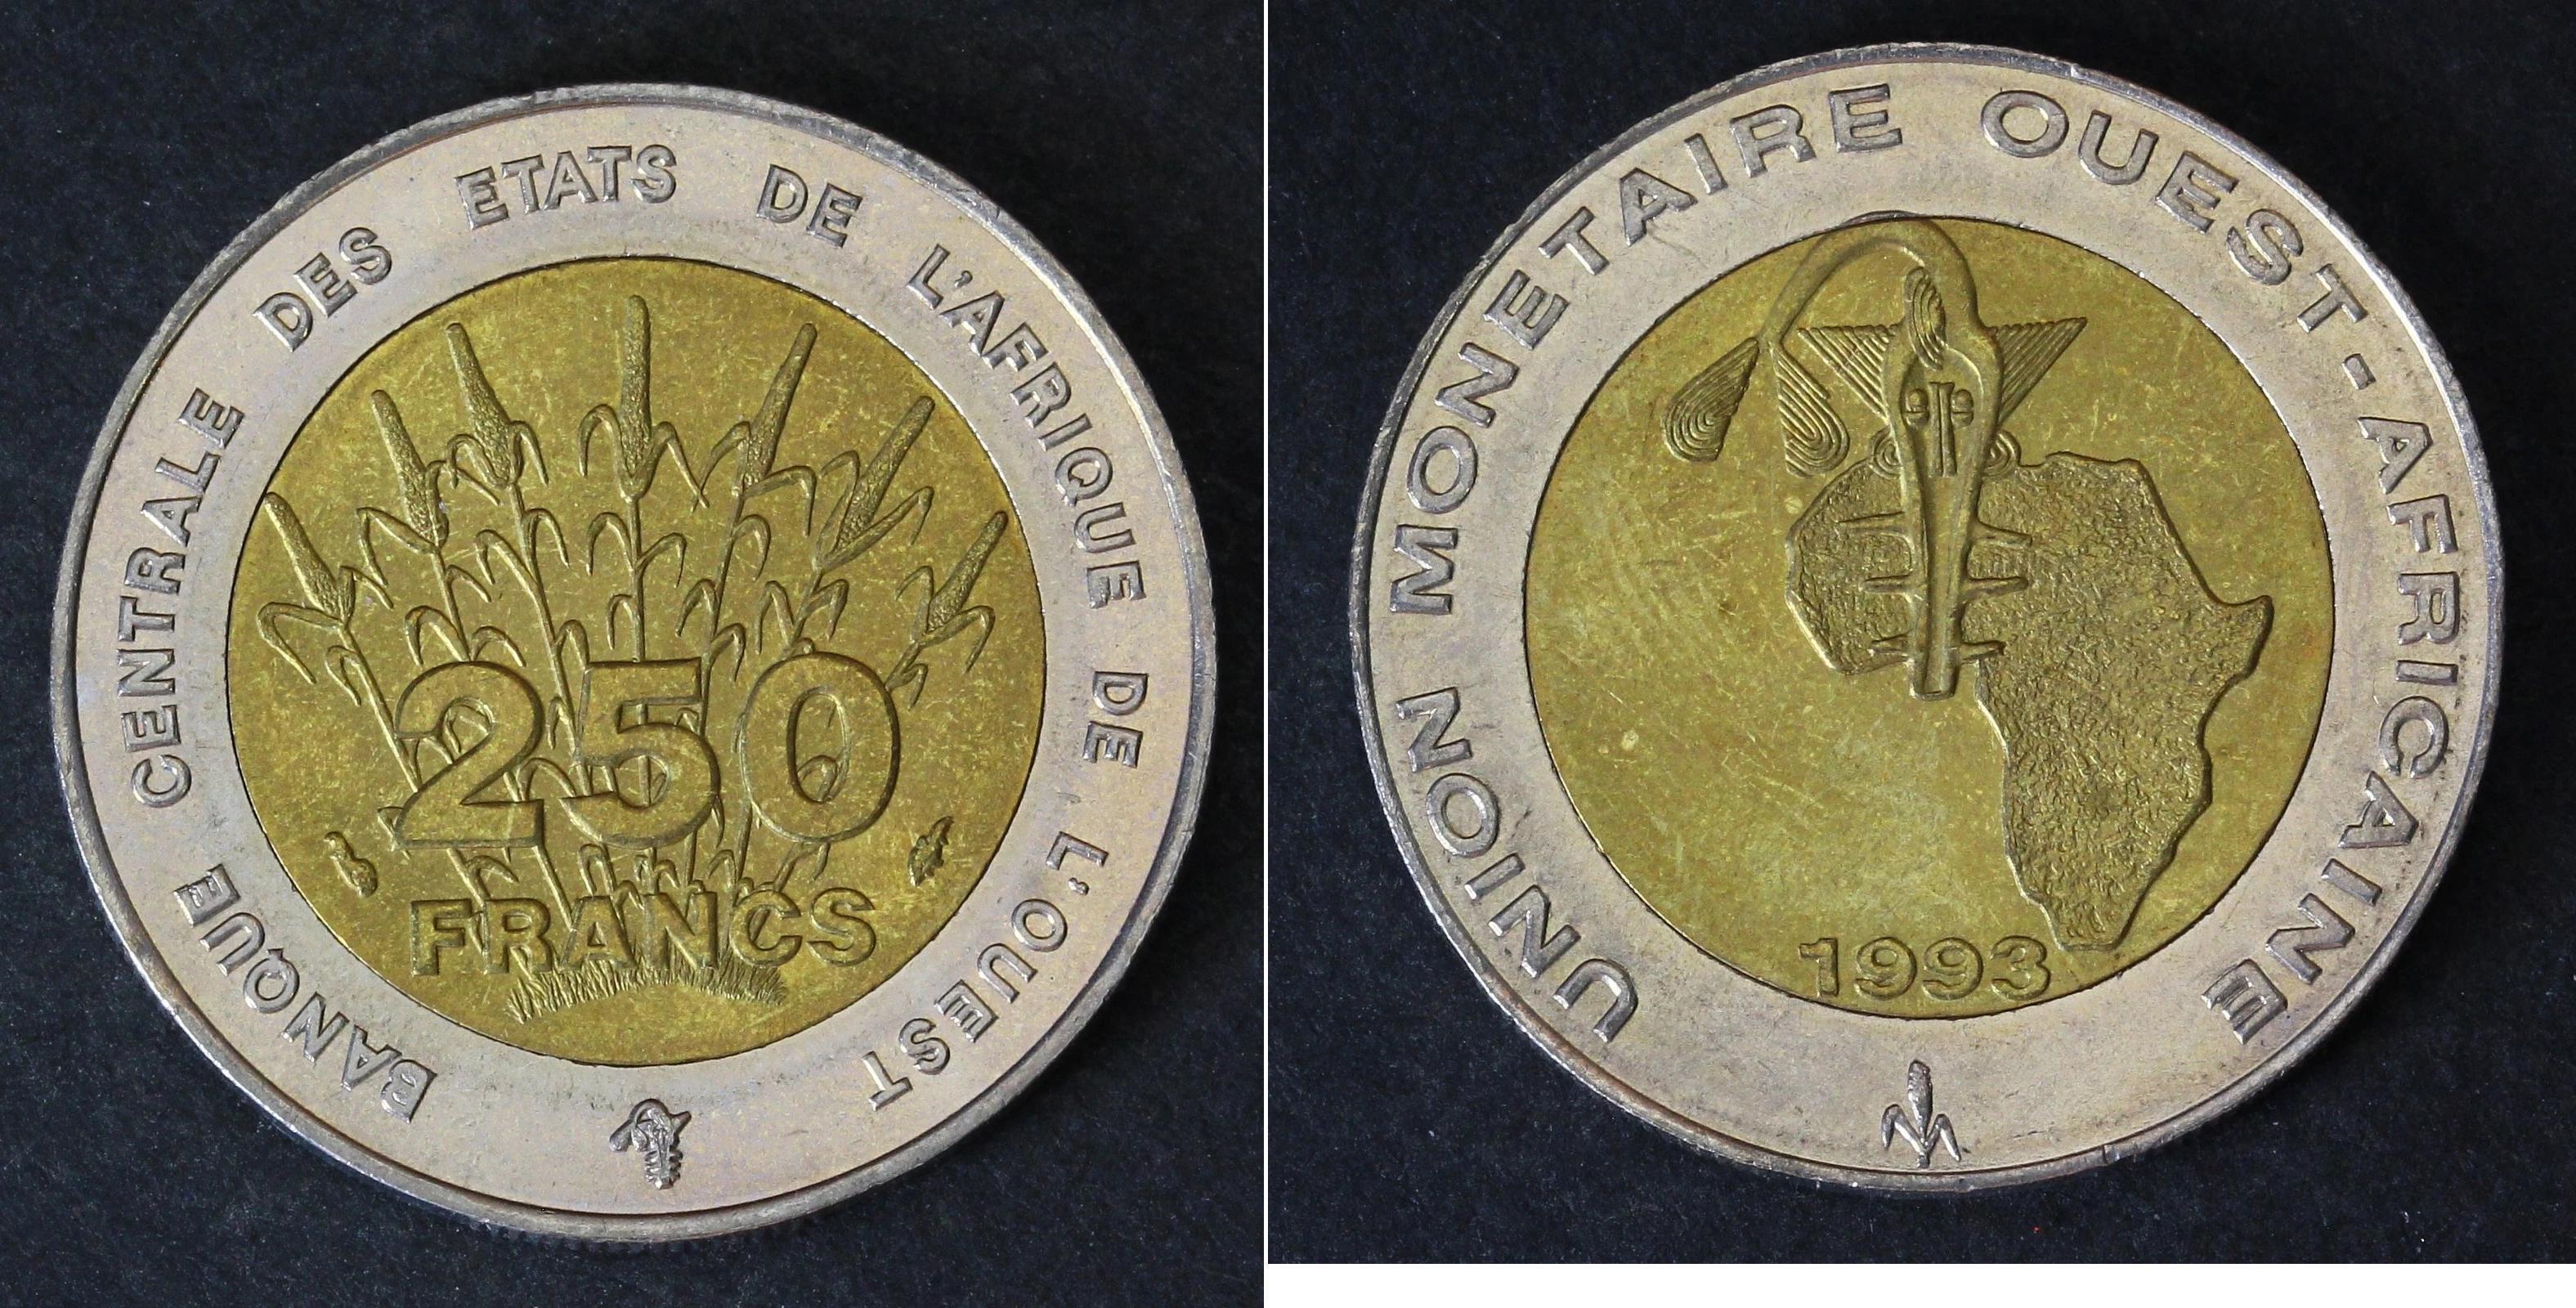 BANQUE CENTRALE DES ETATS DE L'AFRIQUE DE L'OUEST
250
FRANCS
UNION MONETAIRE OUEST-AFRICAINE
1993